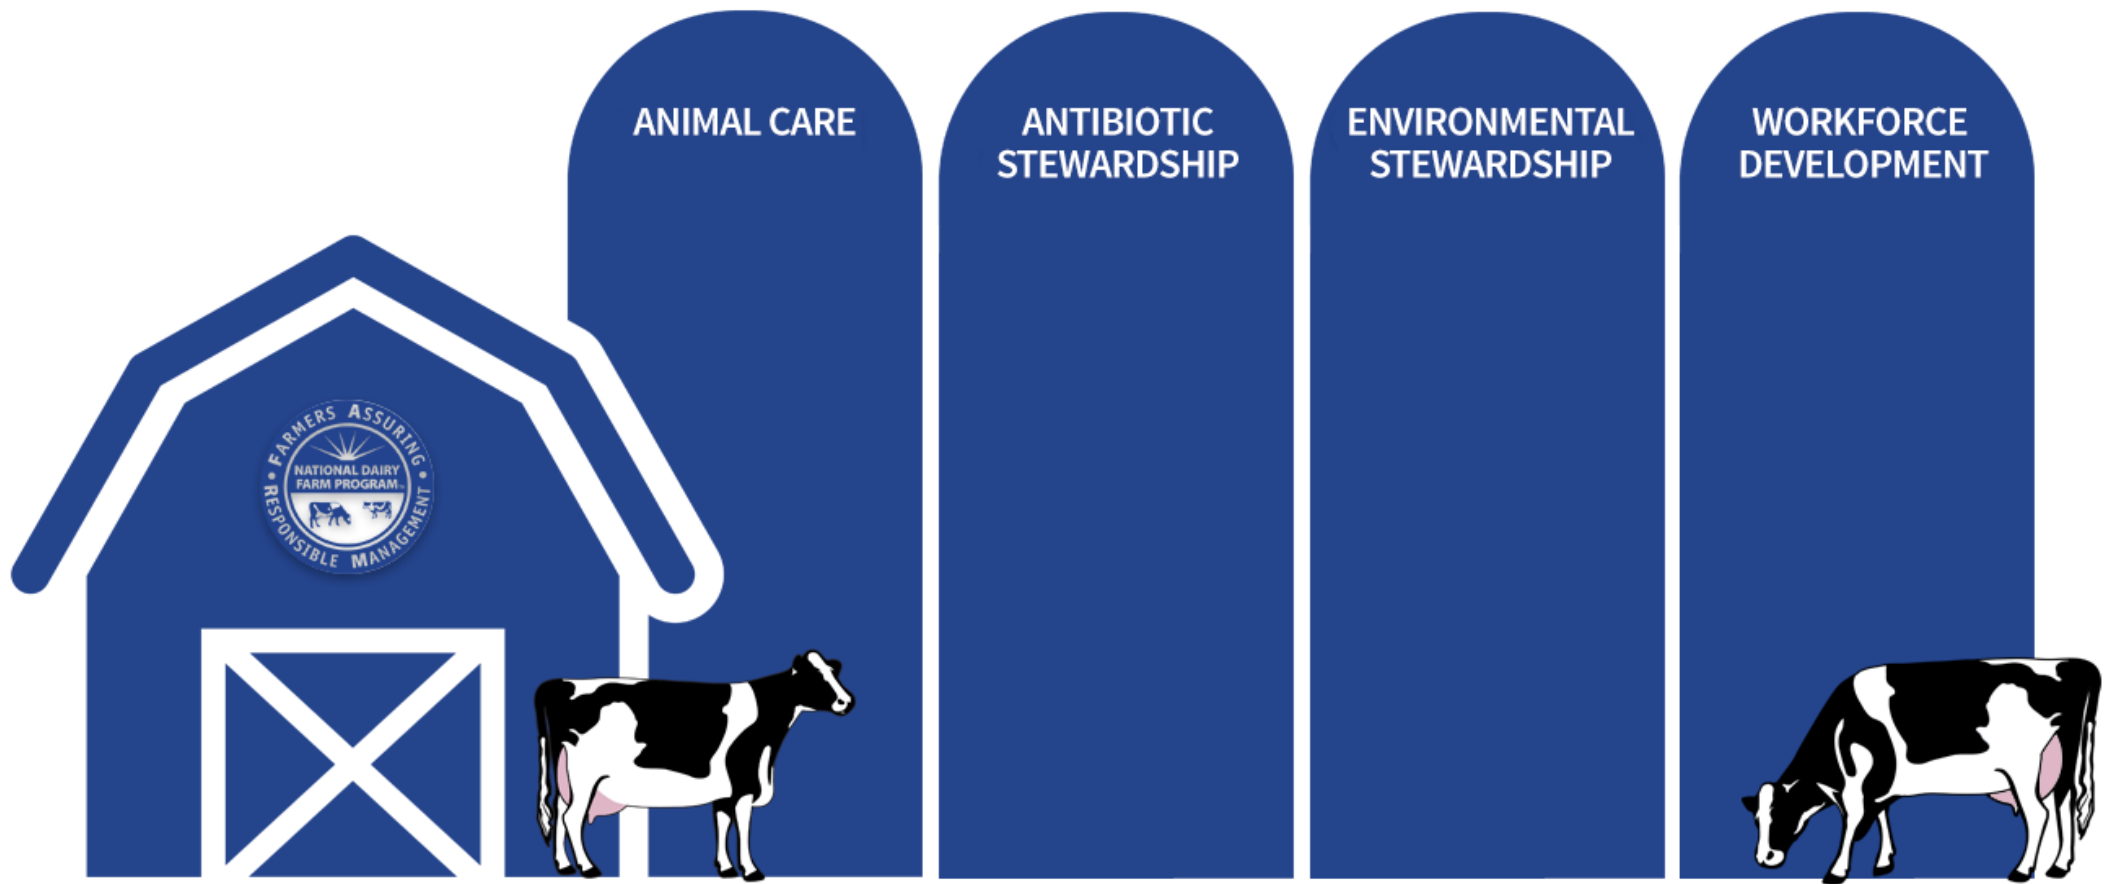 ANIMAL CARE
ANTIBIOTIC
STEWARDSHIP
ENVIRONMENTAL
STEWARDSHIP
WORKFORCE
DEVELOPMENT
• FARMERS ASSURING •
NATIONAL DAIRY
FARM PROGRAM
RESPONSIBLE MANAGEMENT